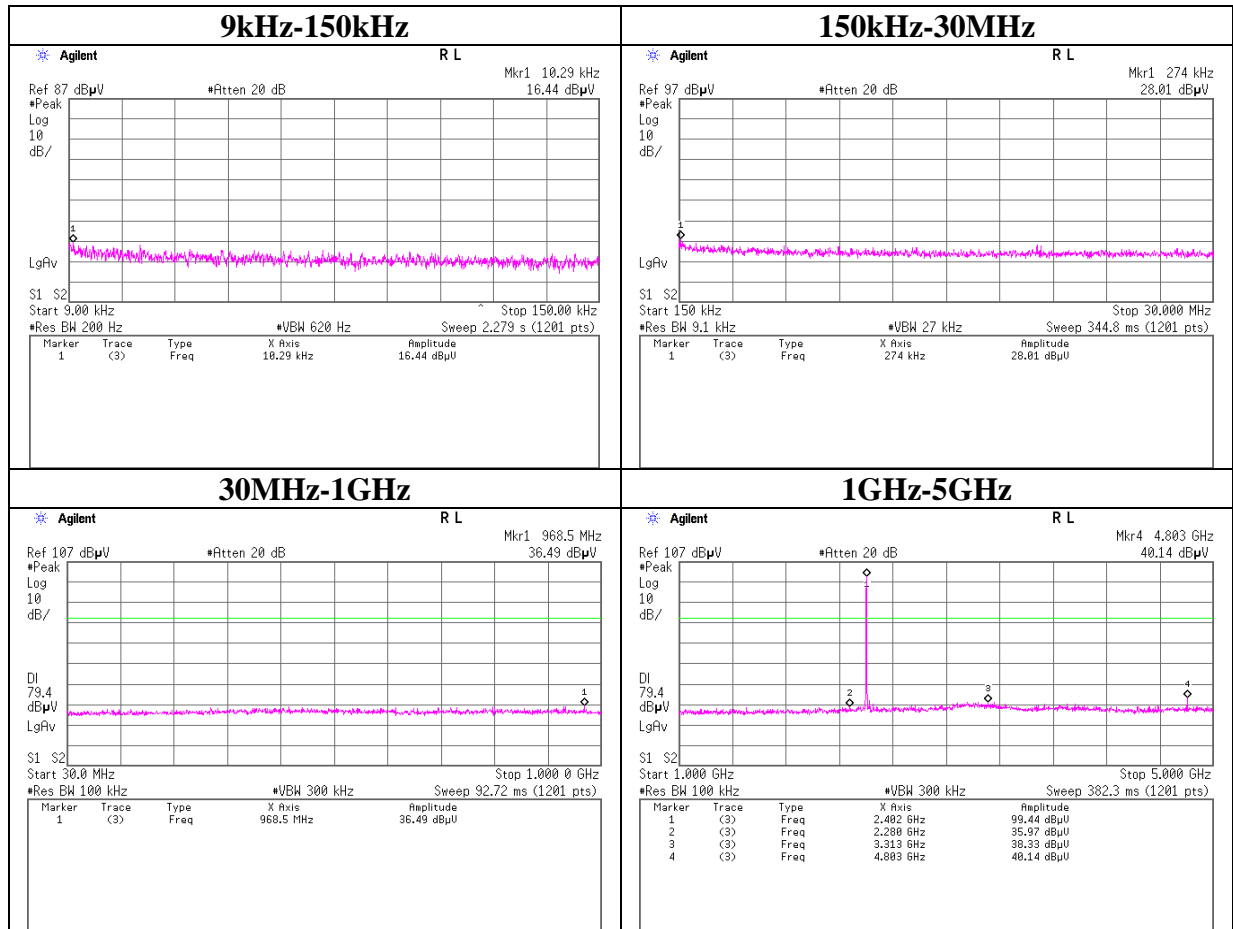 9kHz-150kHz
Agilent R L
Mkr1 10.29 kHz
Ref 87 dBµV #Atten 20 dB 16.44 dBµV
#Peak
Log
10
dB/
1
LgAv
S1 S2
Start 9.00 kHz ^ Stop 150.00 kHz
#Res BW 200 Hz #VBW 620 Hz Sweep 2.279 s (1201 pts)
Marker Trace Type X Axis Amplitude
1 (3) Freq 10.29 kHz 16.44 dBµV
150kHz-30MHz
Agilent R L
Mkr1 274 kHz
Ref 97 dBµV #Atten 20 dB 28.01 dBµV
#Peak
Log
10
dB/
1
LgAv
S1 S2
Start 150 kHz Stop 30.000 MHz
#Res BW 9.1 kHz #VBW 27 kHz Sweep 344.8 ms (1201 pts)
Marker Trace Type X Axis Amplitude
1 (3) Freq 274 kHz 28.01 dBµV
30MHz-1GHz
Agilent R L
Mkr1 968.5 MHz
Ref 107 dBµV #Atten 20 dB 36.49 dBµV
#Peak
Log
10
dB/
DI
79.4
dBµV
1
LgAv
S1 S2
Start 30.0 MHz Stop 1.000 0 GHz
#Res BW 100 kHz #VBW 300 kHz Sweep 92.72 ms (1201 pts)
Marker Trace Type X Axis Amplitude
1 (3) Freq 968.5 MHz 36.49 dBµV
1GHz-5GHz
Agilent R L
Mkr4 4.803 GHz
Ref 107 dBµV #Atten 20 dB 40.14 dBµV
#Peak
Log
10
dB/
DI
79.4
dBµV
2 3 4
LgAv
S1 S2
Start 1.000 GHz Stop 5.000 GHz
#Res BW 100 kHz #VBW 300 kHz Sweep 382.3 ms (1201 pts)
Marker Trace Type X Axis Amplitude
1 (3) Freq 2.402 GHz 99.44 dBµV
2 (3) Freq 2.280 GHz 35.97 dBµV
3 (3) Freq 3.313 GHz 38.33 dBµV
4 (3) Freq 4.803 GHz 40.14 dBµV